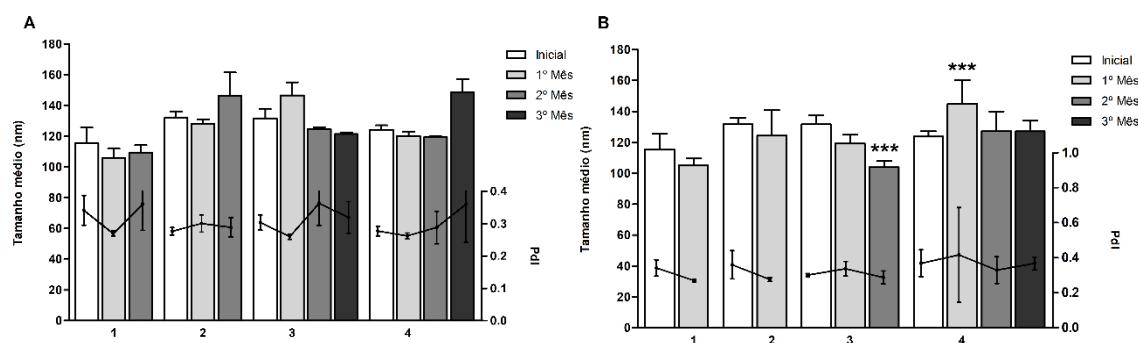 A
Tamanho médio (nm)
180
160
140
120
100
80
60
40
20
0
1
2
3
4
0.4
0.3
0.2
0.1
0.0
PdI
Inicial
1º Mês
2º Mês
3º Mês
B
Tamanho médio (nm)
180
160
140
120
100
80
60
40
20
0
***
***
1
2
3
4
1.0
0.8
0.6
0.4
0.2
0.0
PdI
Inicial
1º Mês
2º Mês
3º Mês